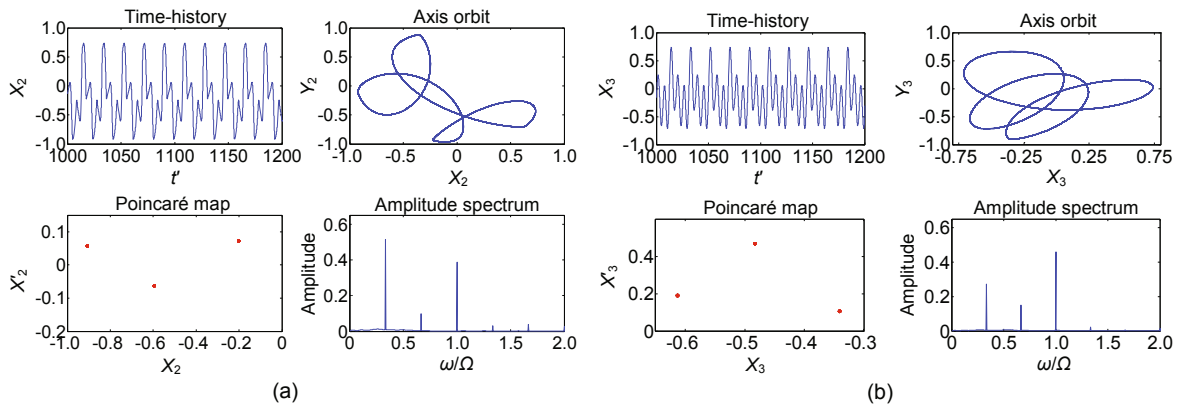 Time-history
1.0
0.5
0
-0.5
-1.0
X2
1000 1050 1100 1150 1200
t'
Axis orbit
1.0
0.5
0
-0.5
-1.0
Y2
-1.0 -0.5 0 0.5 1.0
X2
Poincaré map
0.1
0
-0.1
-0.2
X'2
-1.0 -0.8 -0.6 -0.4 -0.2 0
X2
Amplitude spectrum
0.6
0.4
0.2
0
Amplitude
0 0.5 1.0 1.5 2.0
ω/Ω
(a)
Time-history
1.0
0.5
0
-0.5
-1.0
X3
1000 1050 1100 1150 1200
t'
Axis orbit
1.0
0.5
0
-0.5
-1.0
Y3
-0.75 -0.25 0.25 0.75
X3
Poincaré map
0.4
0.2
0
X'3
-0.6 -0.5 -0.4 -0.3
X3
Amplitude spectrum
0.6
0.4
0.2
0
Amplitude
0 0.5 1.0 1.5 2.0
ω/Ω
(b)